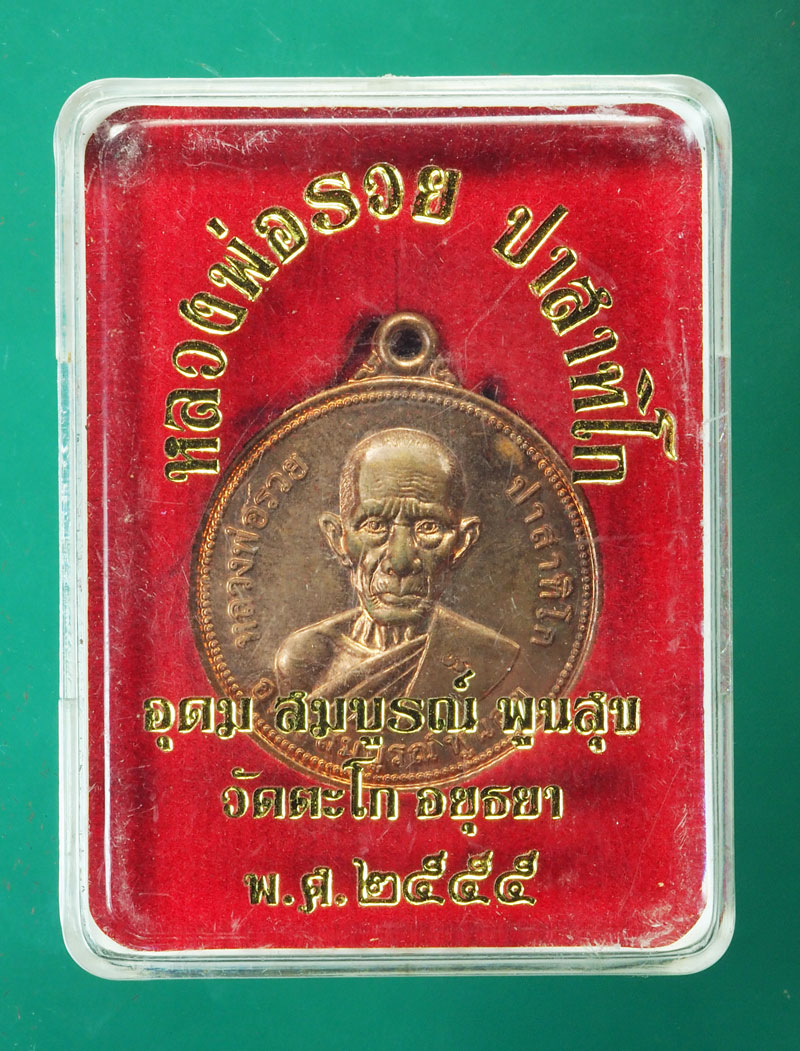 หลวงพ่อรวย ปาสาทิโก
หลวงพ่อรวย ปาสาทิโก
อุดม สมบูรณ์ พูนสุข
วัดตะโก อยุธยา
พ.ศ.๒๕๕๕